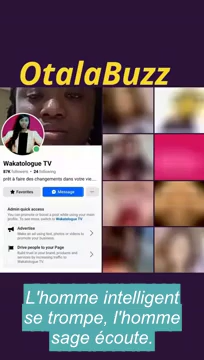 OtalaBuzz
Wakatologue TV
87K followers • 24 following
prêt à faire des changements dans votre vie....
Favorites
Message
Admin quick access
Advertise
Drive people to your Page
L'homme intelligent
se trompe, l'homme
sage écoute.